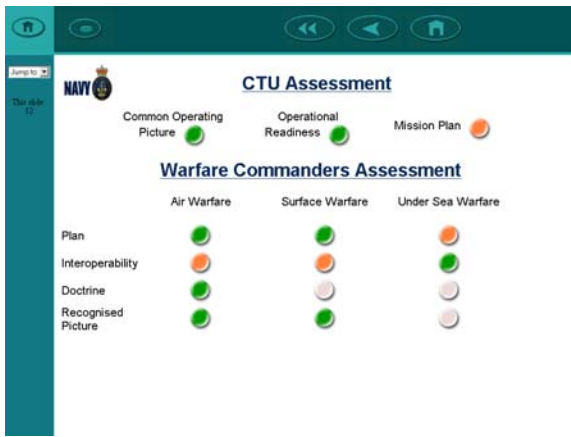 Jump to:
This slide:
12
NAVY
CTU Assessment
Common Operating
Picture
Operational
Readiness
Mission Plan
Warfare Commanders Assessment
Air Warfare
Surface Warfare
Under Sea Warfare
Plan
Interoperability
Doctrine
Recognised
Picture